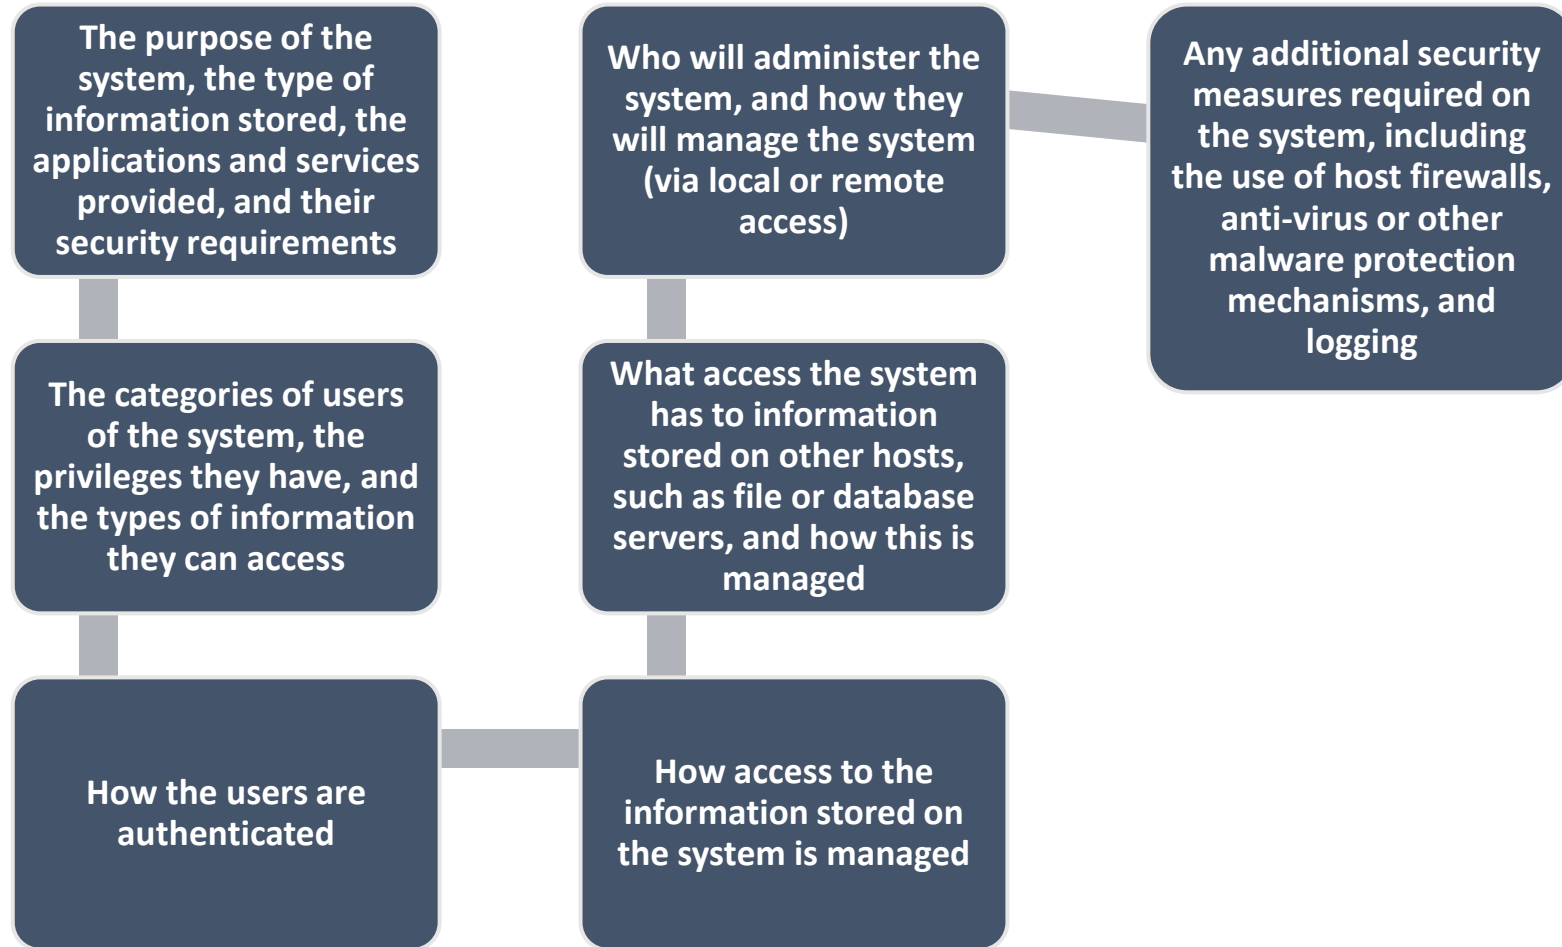 The purpose of the
system, the type of
information stored, the
applications and services
provided, and their
security requirements
The categories of users
of the system, the
privileges they have, and
the types of information
they can access
How the users are
authenticated
How access to the
information stored on
the system is managed
What access the system
has to information
stored on other hosts,
such as file or database
servers, and how this is
managed
Who will administer the
system, and how they
will manage the system
(via local or remote
access)
Any additional security
measures required on
the system, including
the use of host firewalls,
anti-virus or other
malware protection
mechanisms, and
logging